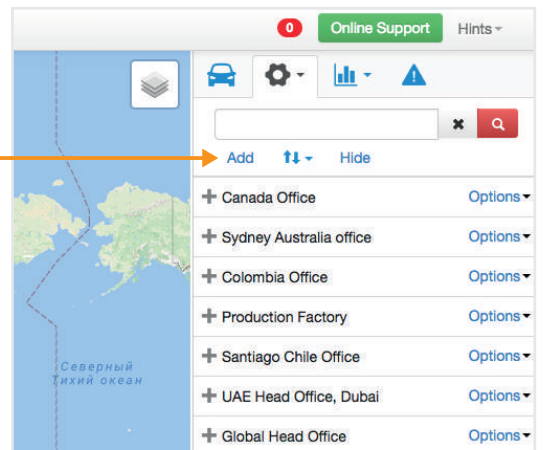 0 Online Support Hints
Add Hide
Canada Office Options
Sydney Australia office Options
Colombia Office Options
Production Factory Options
Santiago Chile Office Options
UAE Head Office, Dubai Options
Global Head Office Options
Северный
Тихий океан